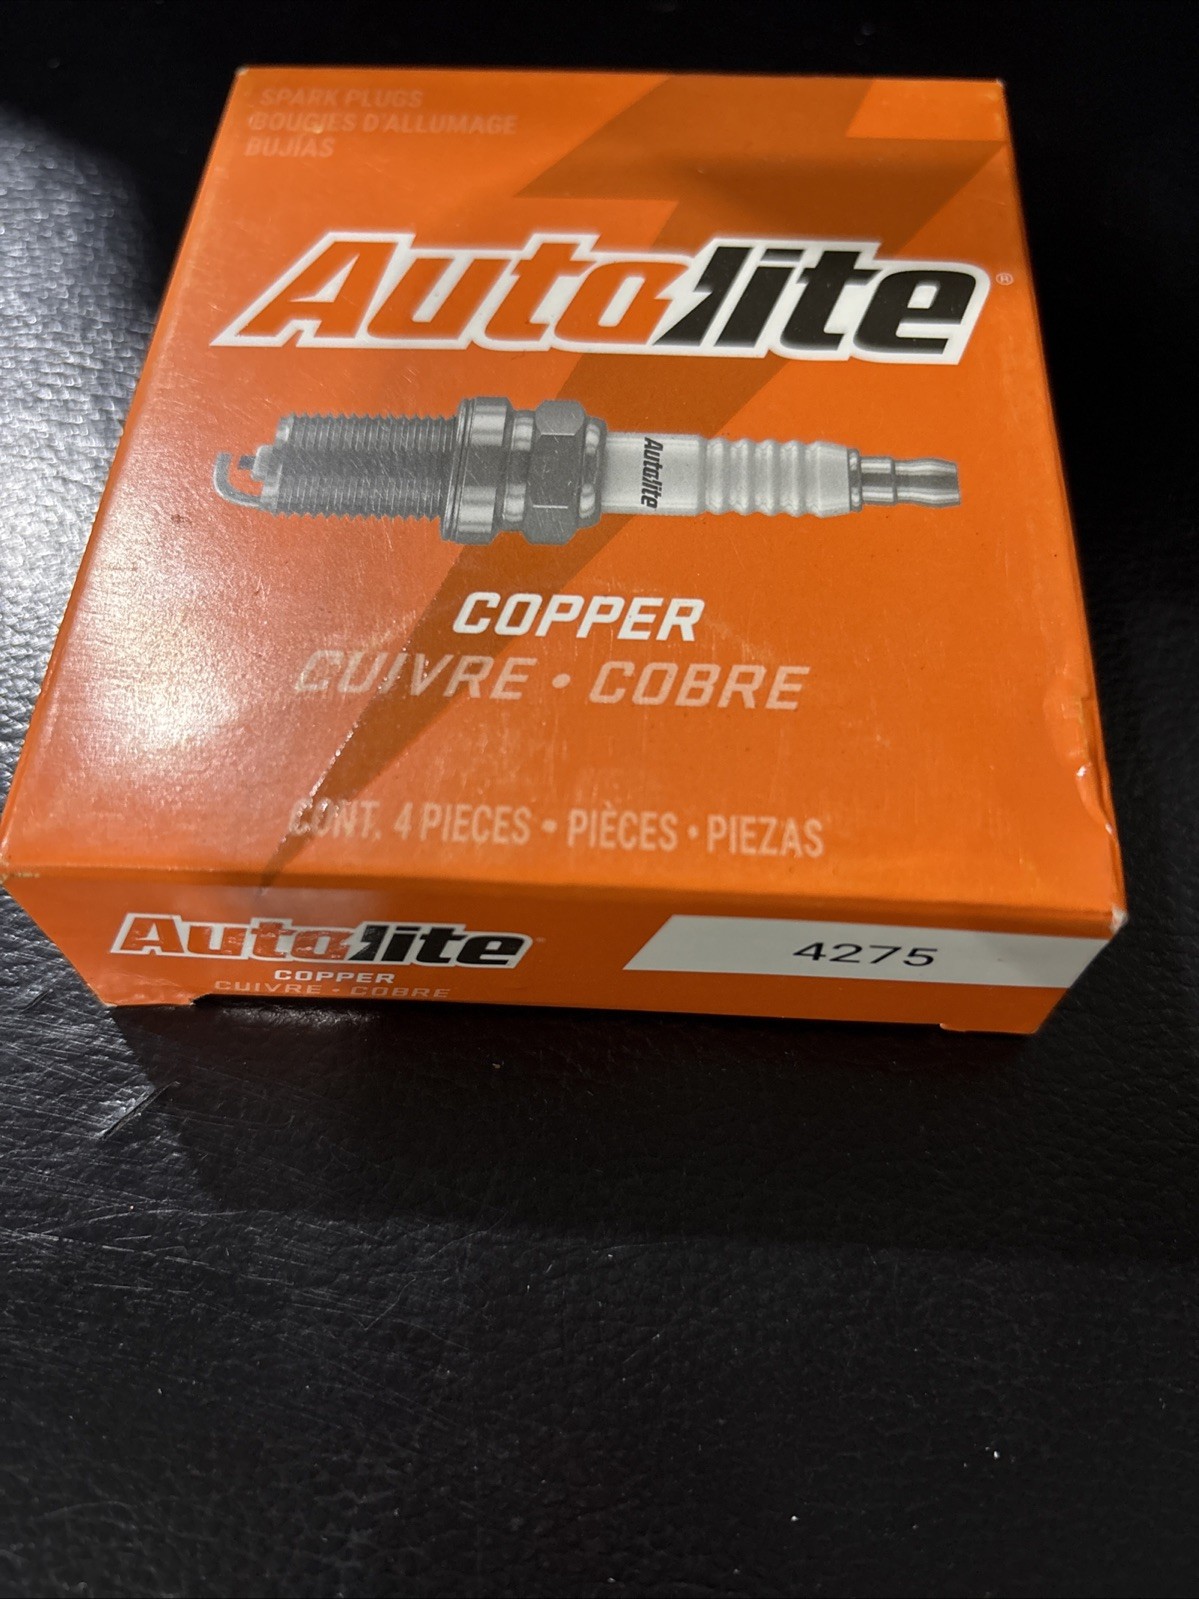 SPARK PLUGS
BOUGIES D'ALLUMAGE
BUJÍAS
Autolite®
Autolite
COPPER
CUIVRE • COBRE
CONT. 4 PIECES • PIÈCES • PIEZAS
Autolite
4275
COPPER
CUIVRE • COBRE